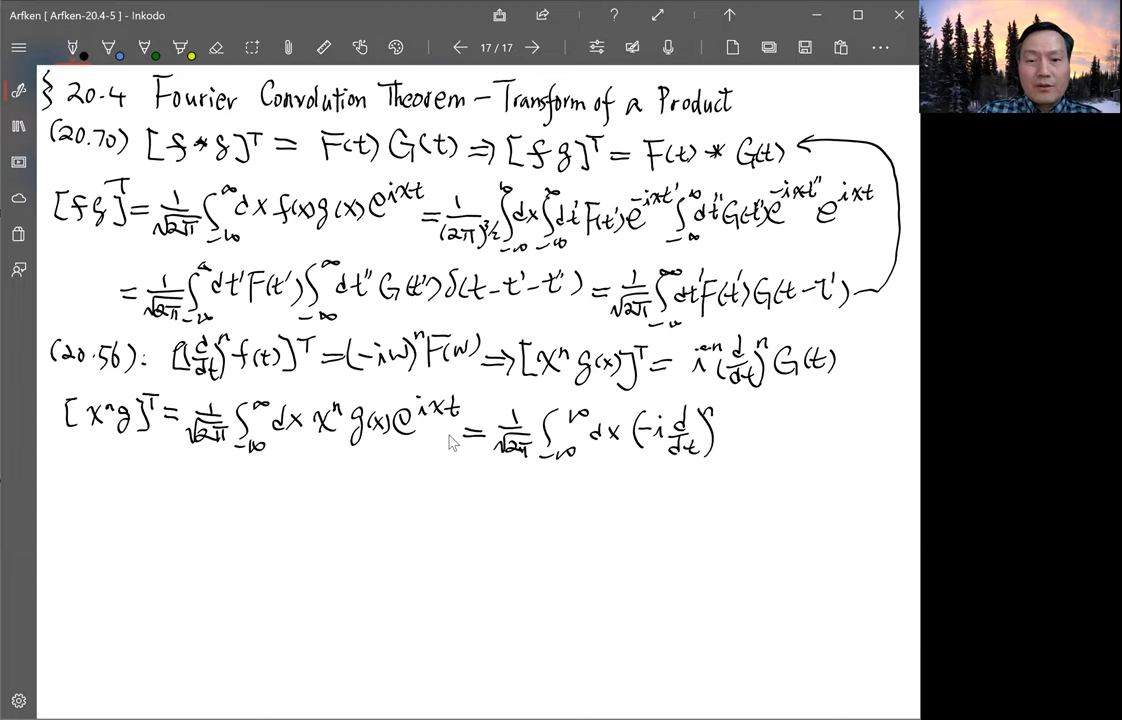 Arfken [ Arfken-20.4-5 ] - Inkodo
17 / 17
§ 20.4 Fourier Convolution Theorem – Transform of a Product
(20.70) [f * g]^T = F(t) G(t) ⇒ [f g]^T = F(t) * G(t)
[f g]^T = 1/√2π ∫_{-∞}^{∞} dx f(x) g(x) e^{ixt} = 1/(2π)^{3/2} ∫_{-∞}^{∞} dx ∫_{-∞}^{∞} dt' F(t') e^{-ixt'} ∫_{-∞}^{∞} dt'' G(t'') e^{-ixt''} e^{ixt}
= 1/√2π ∫_{-∞}^{∞} dt' F(t') ∫_{-∞}^{∞} dt'' G(t'') δ(t-t'-t'') = 1/√2π ∫_{-∞}^{∞} dt' F(t') G(t-t')
(20.56): [(d/dt)^n f(t)]^T = (-iω)^n F(ω) ⇒ [x^n g(x)]^T = i^{-n} (d/dt)^n G(t)
[x^n g]^T = 1/√2π ∫_{-∞}^{∞} dx x^n g(x) e^{ixt} = 1/√2π ∫_{-∞}^{∞} dx (-i d/dt)^n